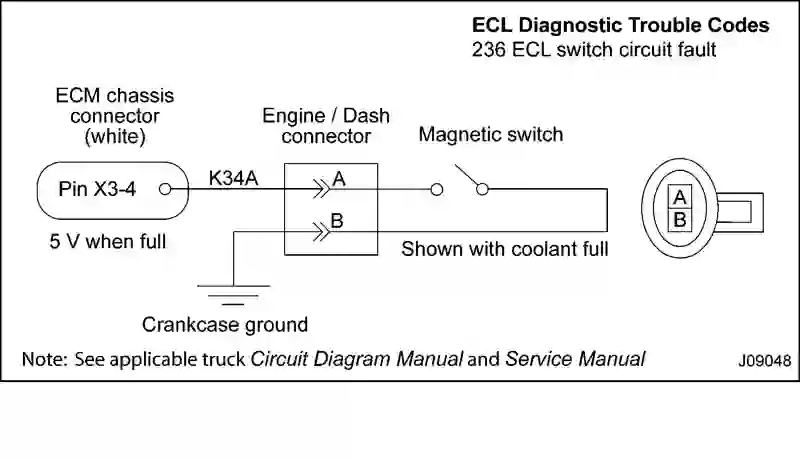 ECL Diagnostic Trouble Codes
236 ECL switch circuit fault
ECM chassis
connector
(white)
Engine / Dash
connector
Magnetic switch
Pin X3-4
K34A
A
B
A
B
5 V when full
Shown with coolant full
Crankcase ground
Note: See applicable truck Circuit Diagram Manual and Service Manual
J09048